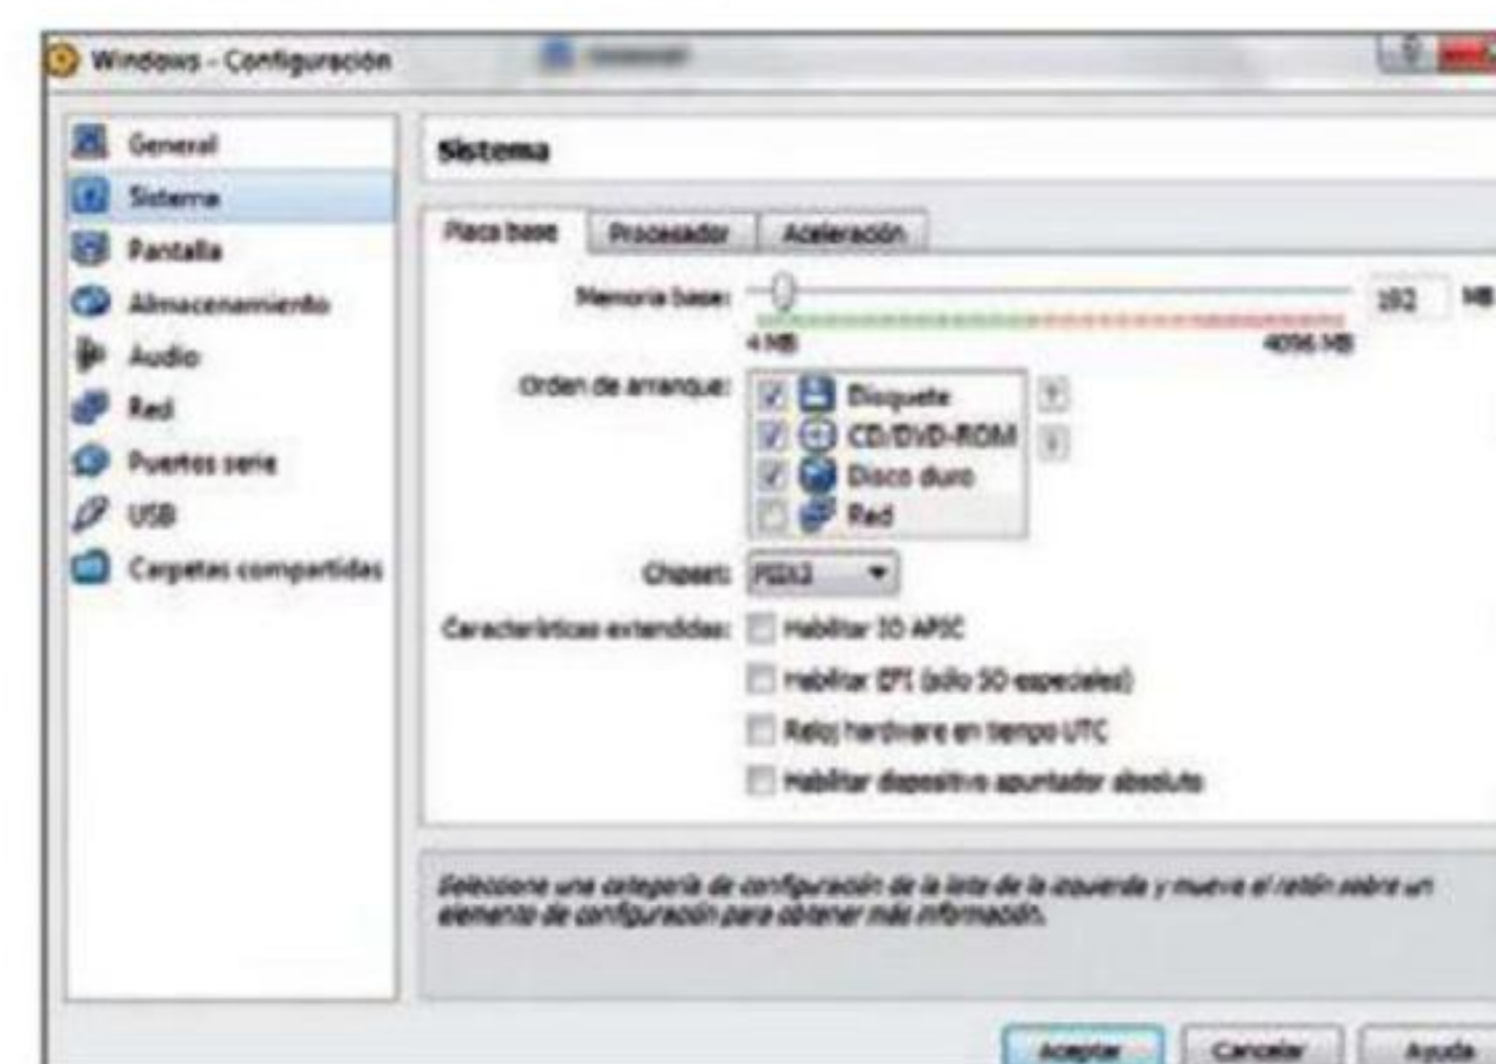 Windows - Configuración
General
Sistema
Pantalla
Almacenamiento
Audio
Red
Puertos serie
USB
Carpetas compartidas
Sistema
Placa base Procesador Aceleración
Memoria base: 192 MB
4 MB 4096 MB
Orden de arranque:
Disquete
CD/DVD-ROM
Disco duro
Red
Chipset: PIIX3
Características extendidas:
Habilitar IO APIC
Habilitar EFI (sólo SO especiales)
Reloj hardware en tiempo UTC
Habilitar dispositivo apuntador absoluto
Seleccione una categoría de configuración de la lista de la izquierda y mueva el ratón sobre un
elemento de configuración para obtener más información.
Aceptar Cancelar Ayuda